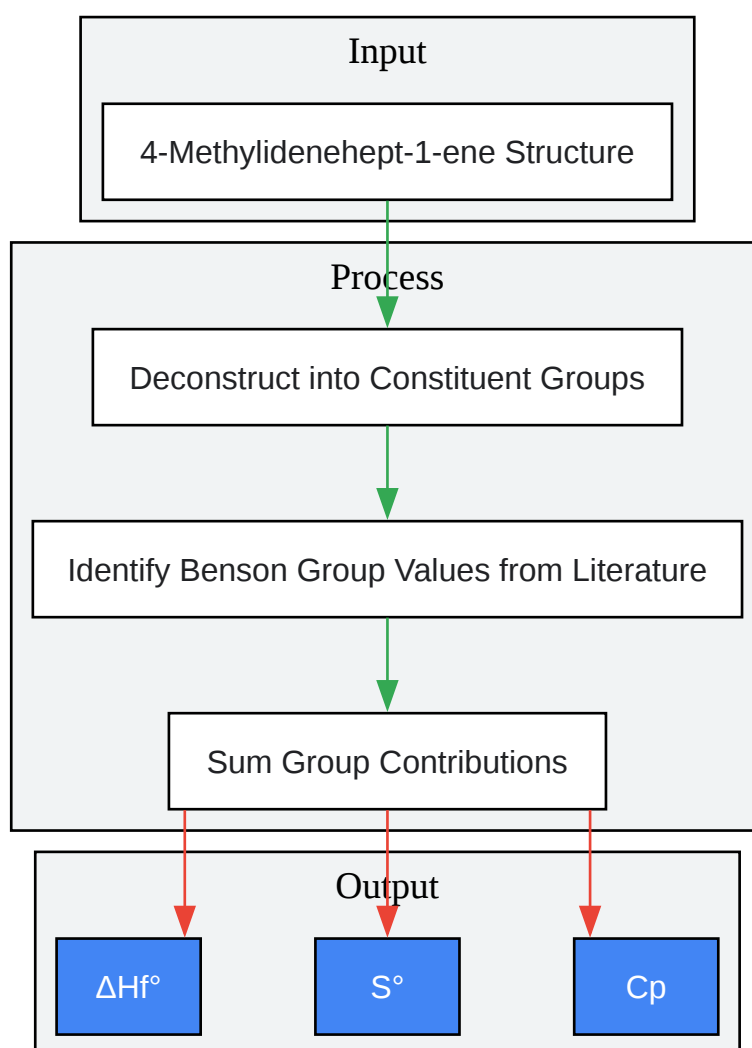 Input
4-Methylidenehept-1-ene Structure
Process
Deconstruct into Constituent Groups
Identify Benson Group Values from Literature
Sum Group Contributions
Output
ΔHf°
S°
Cp